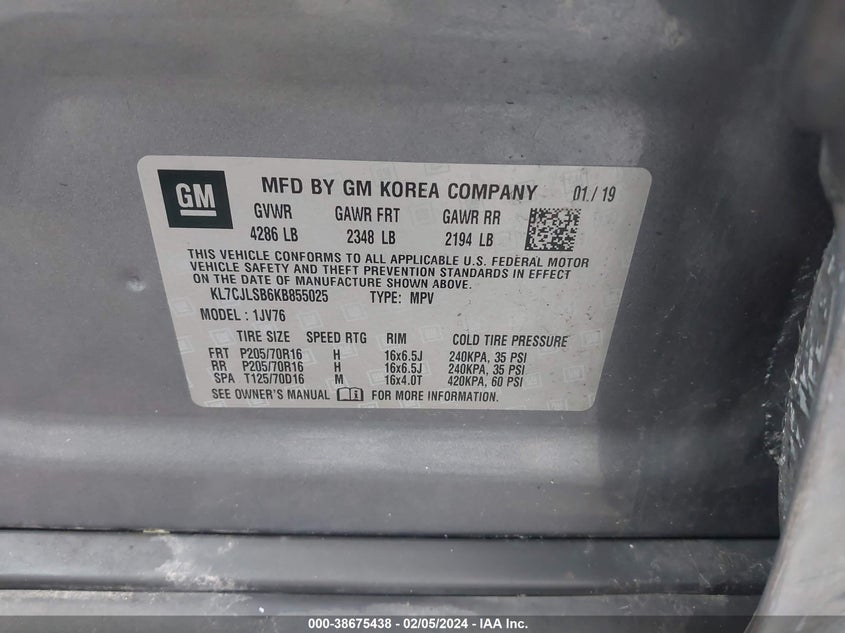 GM MFD BY GM KOREA COMPANY 01/19
GVWR GAWR FRT GAWR RR
4286 LB 2348 LB 2194 LB
THIS VEHICLE CONFORMS TO ALL APPLICABLE U.S. FEDERAL MOTOR
VEHICLE SAFETY AND THEFT PREVENTION STANDARDS IN EFFECT
ON THE DATE OF MANUFACTURE SHOWN ABOVE.
KL7CJLSB6KB855025 TYPE: MPV
MODEL : 1JV76
TIRE SIZE SPEED RTG RIM COLD TIRE PRESSURE
FRT P205/70R16 H 16x6.5J 240KPA, 35 PSI
RR P205/70R16 H 16x6.5J 240KPA, 35 PSI
SPA T125/70D16 M 16x4.0T 420KPA, 60 PSI
SEE OWNER'S MANUAL FOR MORE INFORMATION.
000-38675438 - 02/05/2024 - IAA Inc.